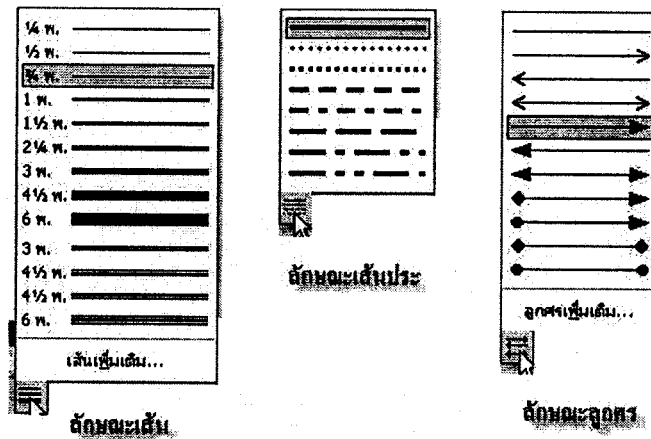 ¼ พ.
½ พ.
¾ พ.
1 พ.
1½ พ.
2¼ พ.
3 พ.
4½ พ.
6 พ.
3 พ.
4½ พ.
4½ พ.
6 พ.
เส้นเพิ่มเติม...
ลักษณะเส้น
ลักษณะเส้นประ
ลูกศรเพิ่มเติม...
ลักษณะลูกศร